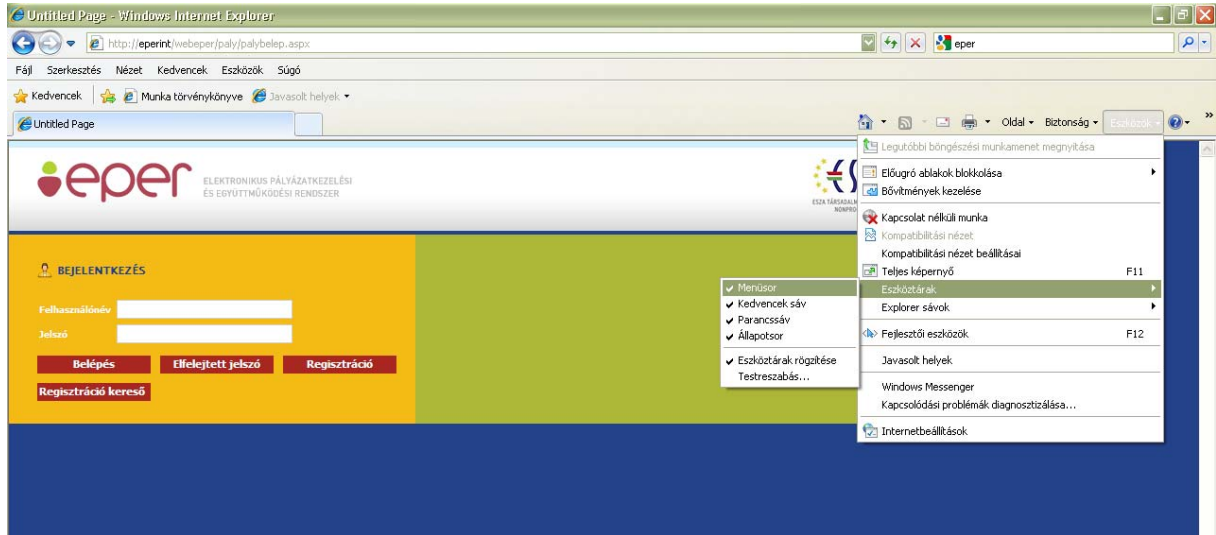 Untitled Page - Windows Internet Explorer
http://eperint/webeper/paly/palybelep.aspx
eper
Fájl Szerkesztés Nézet Kedvencek Eszközök Súgó
Kedvencek Munka törvénykönyve Javasolt helyek
Untitled Page
Oldal Biztonság Eszközök
eper
ELEKTRONIKUS PÁLYÁZATKEZELÉSI
ÉS EGYÜTTMŰKÖDÉSI RENDSZER
BEJELENTKEZÉS
Felhasználónév
Jelszó
Belépés Elfelejtett jelszó Regisztráció
Regisztráció kereső
Menüsor
Kedvencek sáv
Parancssáv
Állapotsor
Eszköztárak rögzítése
Testreszabás...
Legutóbbi böngészési munkamenet megnyitása
Előugró ablakok blokkolása
Bővítmények kezelése
Kapcsolat nélküli munka
Kompatibilitási nézet
Kompatibilitási nézet beállításai
Teljes képernyő F11
Eszköztárak
Explorer sávok
Fejlesztői eszközök F12
Javasolt helyek
Windows Messenger
Kapcsolódási problémák diagnosztizálása...
Internetbeállítások